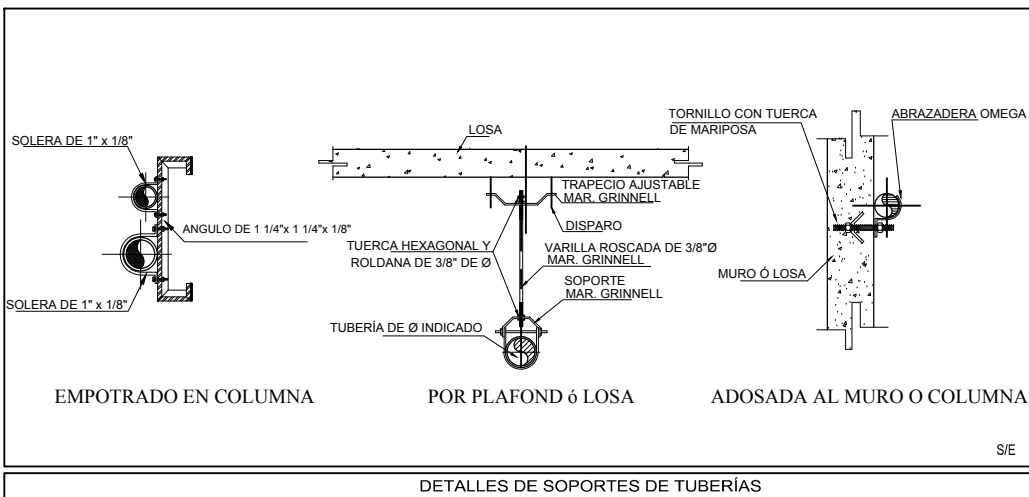 SOLERA DE 1" x 1/8"
ANGULO DE 1 1/4"x 1 1/4"x 1/8"
SOLERA DE 1" x 1/8"
EMPOTRADO EN COLUMNA
LOSA
TRAPECIO AJUSTABLE
MAR. GRINNELL
DISPARO
TUERCA HEXAGONAL Y
ROLDANA DE 3/8" DE Ø
VARILLA ROSCADA DE 3/8"Ø
MAR. GRINNELL
SOPORTE
MAR. GRINNELL
TUBERÍA DE Ø INDICADO
POR PLAFOND ó LOSA
TORNILLO CON TUERCA
DE MARIPOSA
ABRAZADERA OMEGA
MURO Ó LOSA
ADOSADA AL MURO O COLUMNA
S/E
DETALLES DE SOPORTES DE TUBERÍAS